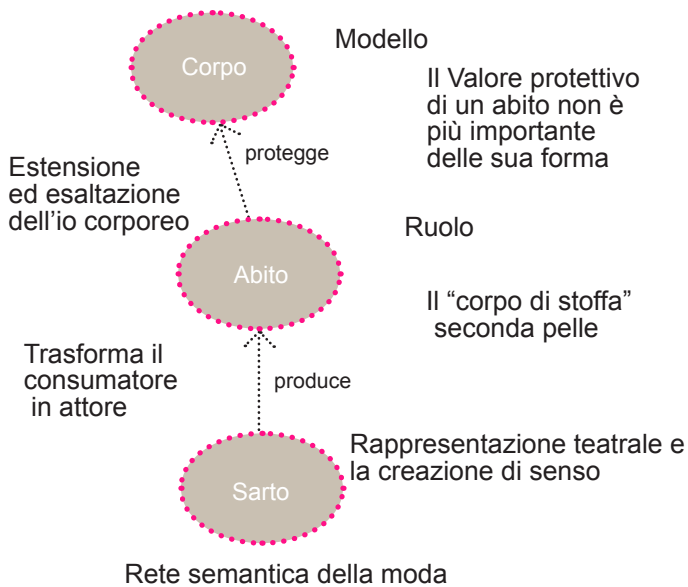 Modello
Corpo
Il Valore protettivo
di un abito non è
più importante
delle sua forma
protegge
Estensione
ed esaltazione
dell'io corporeo
Ruolo
Abito
Il “corpo di stoffa”
seconda pelle
Trasforma il
consumatore
in attore
produce
Rappresentazione teatrale e
la creazione di senso
Sarto
Rete semantica della moda